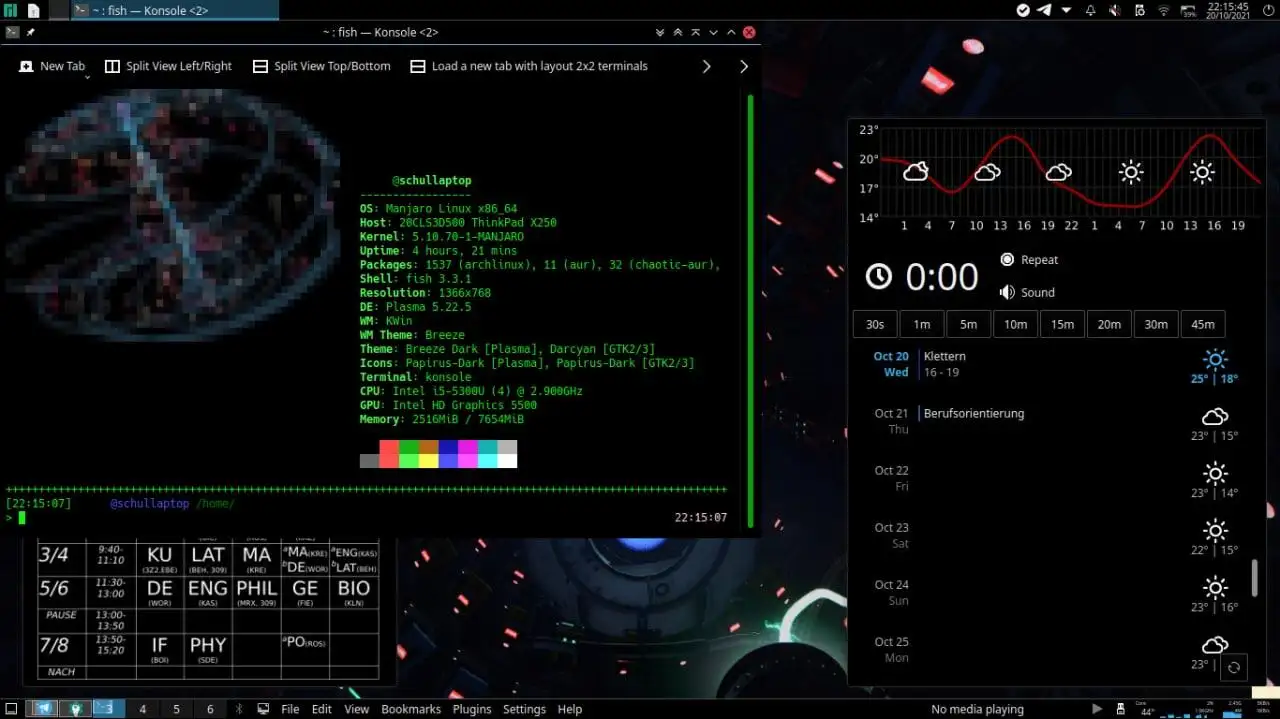 ~ : fish — Konsole <2>
39%
22:15:45
20/10/2021
~ : fish — Konsole <2>
New Tab
Split View Left/Right
Split View Top/Bottom
Load a new tab with layout 2x2 terminals
@schullaptop
-----------------
OS: Manjaro Linux x86_64
Host: 20CLS3D500 ThinkPad X250
Kernel: 5.10.70-1-MANJARO
Uptime: 4 hours, 21 mins
Packages: 1537 (archlinux), 11 (aur), 32 (chaotic-aur),
Shell: fish 3.3.1
Resolution: 1366x768
DE: Plasma 5.22.5
WM: KWin
WM Theme: Breeze
Theme: Breeze Dark [Plasma], Darcyan [GTK2/3]
Icons: Papirus-Dark [Plasma], Papirus-Dark [GTK2/3]
Terminal: konsole
CPU: Intel i5-5300U (4) @ 2.900GHz
GPU: Intel HD Graphics 5500
Memory: 2516MiB / 7654MiB
[22:15:07] @schullaptop /home/
>
22:15:07
3/4 9:40-11:10 KU (3Z2,EBE) LAT (BEH, 309) MA (KRE) aMA(KRE) bDE(WOR) aENG(KAS) bLAT(BEH)
5/6 11:30-13:00 DE (WOR) ENG (KAS) PHIL (MRX, 309) GE (FIE) BIO (KLN)
PAUSE 13:00-13:50
7/8 13:50-15:20 IF (BOI) PHY (SDE) aPO(ROS)
NACH
23°
20°
17°
14°
1 4 7 10 13 16 19 22 1 4 7 10 13 16 19
0:00
Repeat
Sound
30s 1m 5m 10m 15m 20m 30m 45m
Oct 20 Klettern
Wed 16 - 19
25° | 18°
Oct 21 Berufsorientierung
Thu
23° | 15°
Oct 22
Fri
23° | 14°
Oct 23
Sat
22° | 15°
Oct 24
Sun
23° | 16°
Oct 25
Mon
23° |
3 4 5 6
File Edit View Bookmarks Plugins Settings Help
No media playing
44°